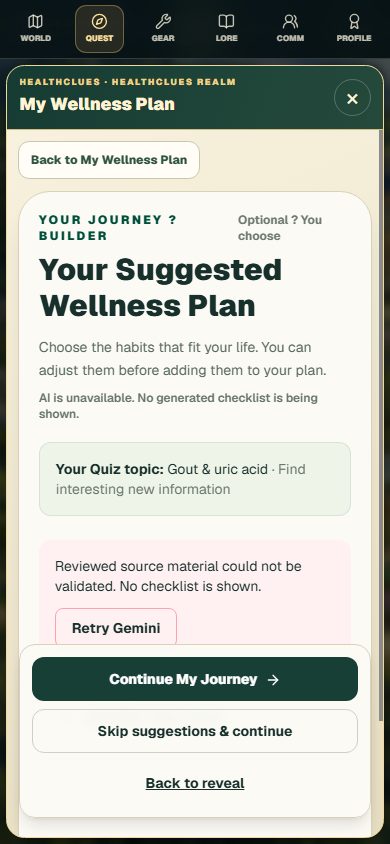 WORLD
QUEST
GEAR
LORE
COMM
PROFILE
HEALTHCLUES · HEALTHCLUES REALM
My Wellness Plan
Back to My Wellness Plan
YOUR JOURNEY ?
BUILDER
Optional ? You
choose
Your Suggested
Wellness Plan
Choose the habits that fit your life. You can
adjust them before adding them to your plan.
AI is unavailable. No generated checklist is being
shown.
Your Quiz topic: Gout & uric acid · Find
interesting new information
Reviewed source material could not be
validated. No checklist is shown.
Retry Gemini
Continue My Journey →
Skip suggestions & continue
Back to reveal